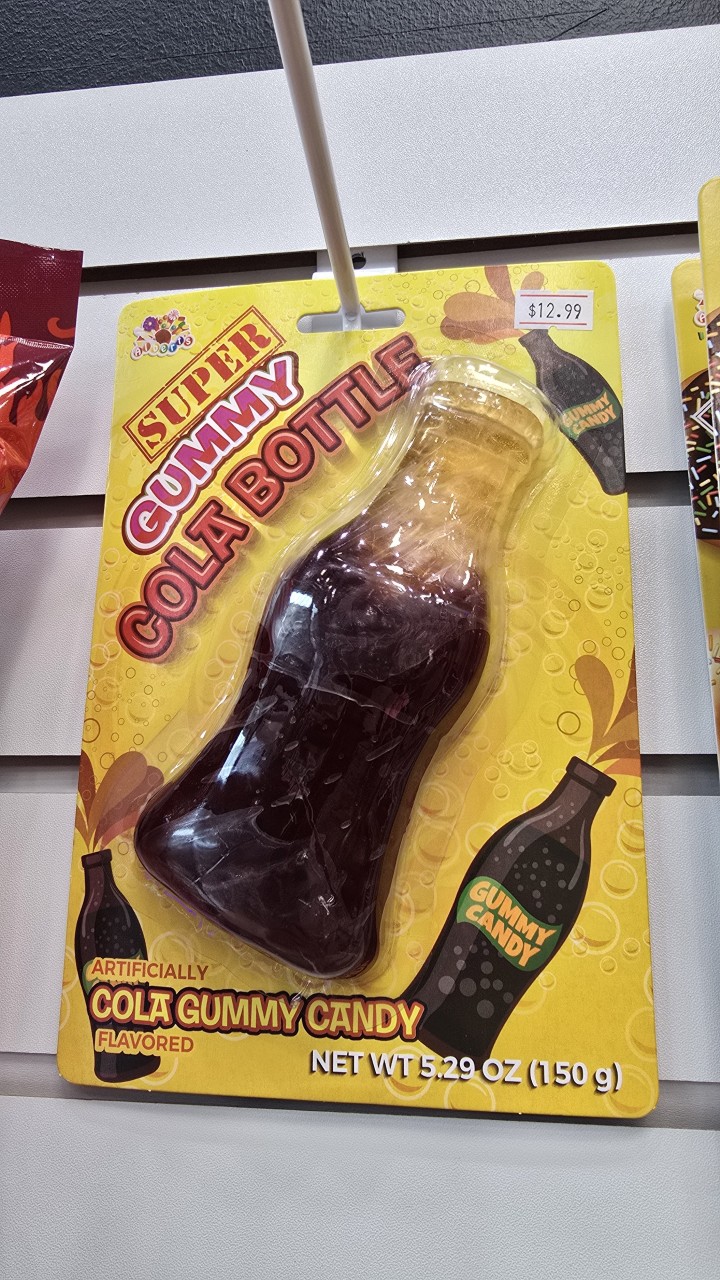 $12.99
Albert's
SUPER
GUMMY
COLA BOTTLE
GUMMY
CANDY
GUMMY
CANDY
ARTIFICIALLY
COLA GUMMY CANDY
FLAVORED
NET WT 5.29 OZ (150 g)